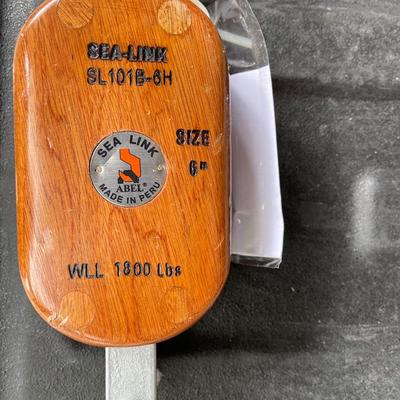 SEA-LINK
SL101B-6H
SIZE
6"
SEA LINK
ABEL
MADE IN PERU
WLL 1800 Lbs